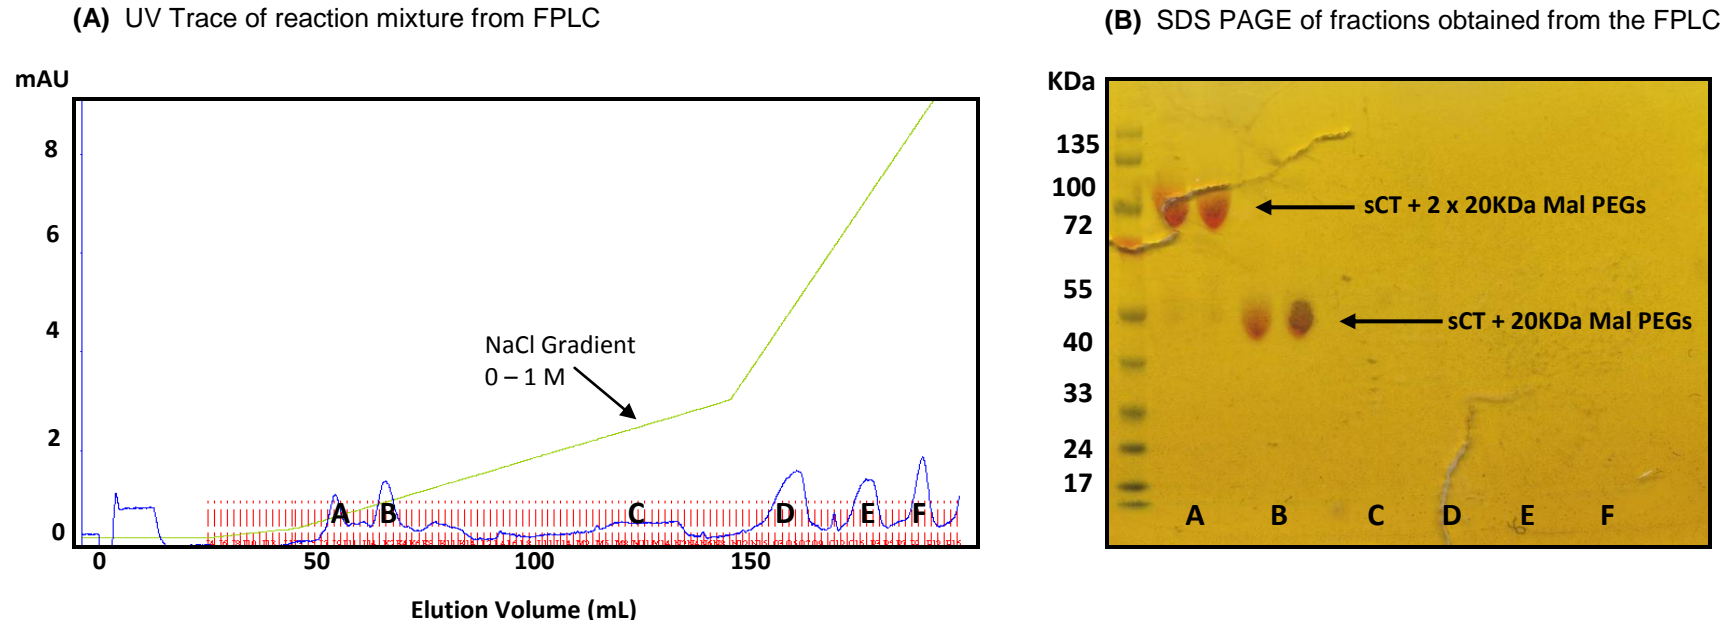 (A) UV Trace of reaction mixture from FPLC
(B) SDS PAGE of fractions obtained from the FPLC
mAU
8
6
4
2
0
NaCl Gradient
0 – 1 M
A B C D E F
0 50 100 150
Elution Volume (mL)
KDa
135
100
72
55
40
33
24
17
sCT + 2 x 20KDa Mal PEGs
sCT + 20KDa Mal PEGs
A B C D E F